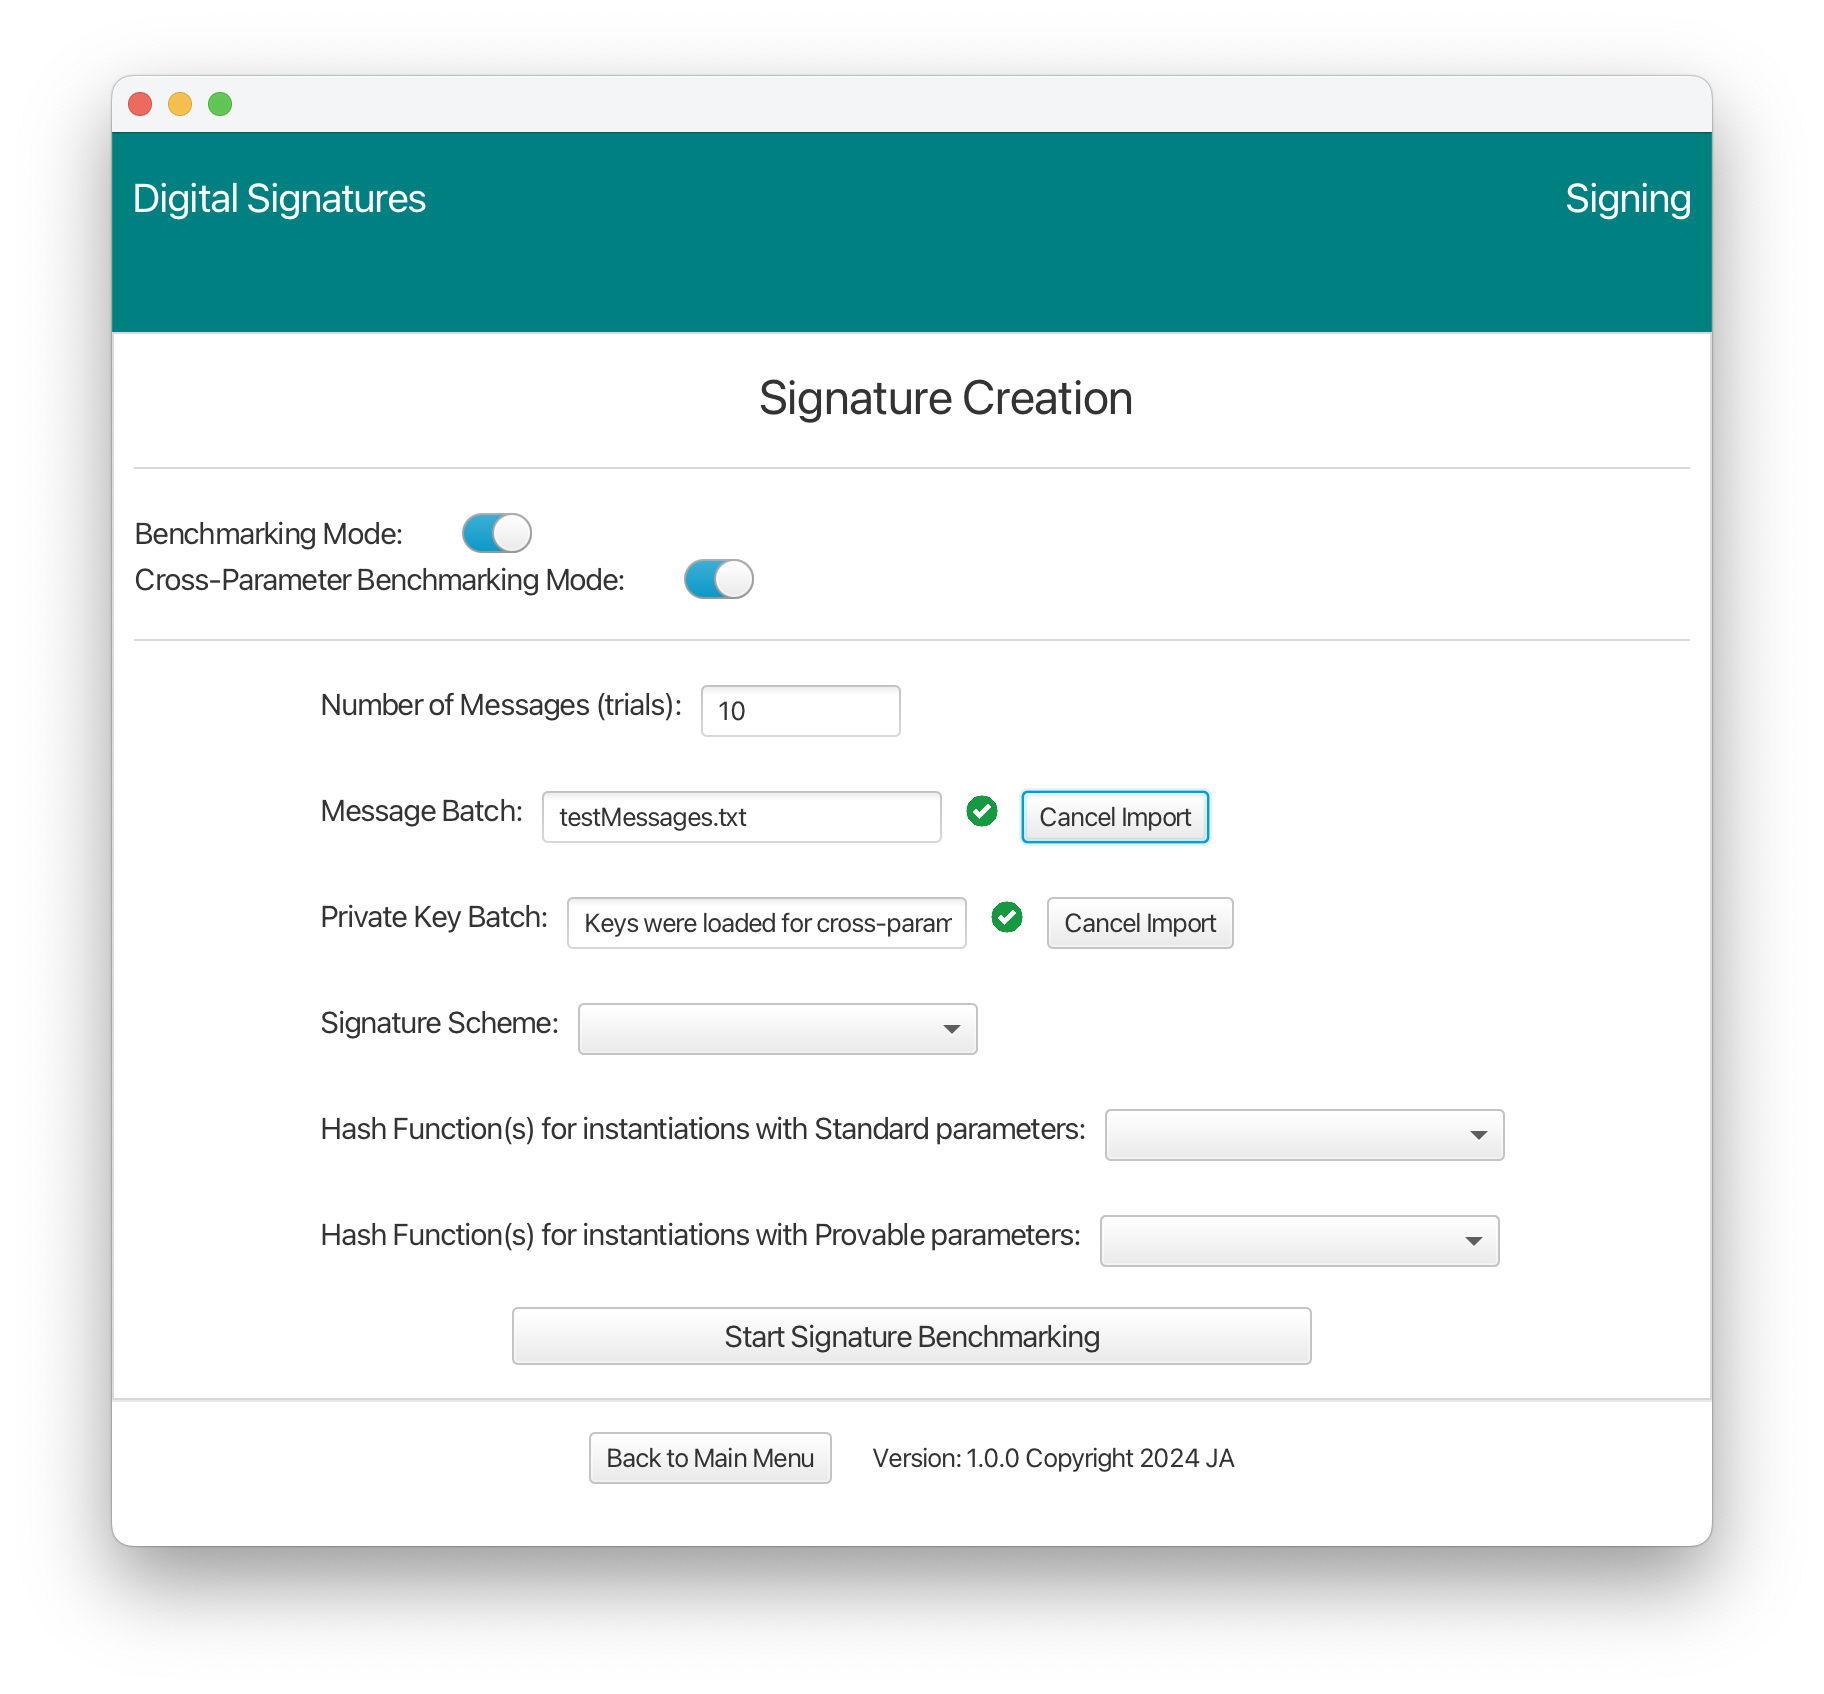 Digital Signatures
Signing
Signature Creation
Benchmarking Mode:
Cross-Parameter Benchmarking Mode:
Number of Messages (trials): 10
Message Batch: testMessages.txt Cancel Import
Private Key Batch: Keys were loaded for cross-param Cancel Import
Signature Scheme:
Hash Function(s) for instantiations with Standard parameters:
Hash Function(s) for instantiations with Provable parameters:
Start Signature Benchmarking
Back to Main Menu Version: 1.0.0 Copyright 2024 JA